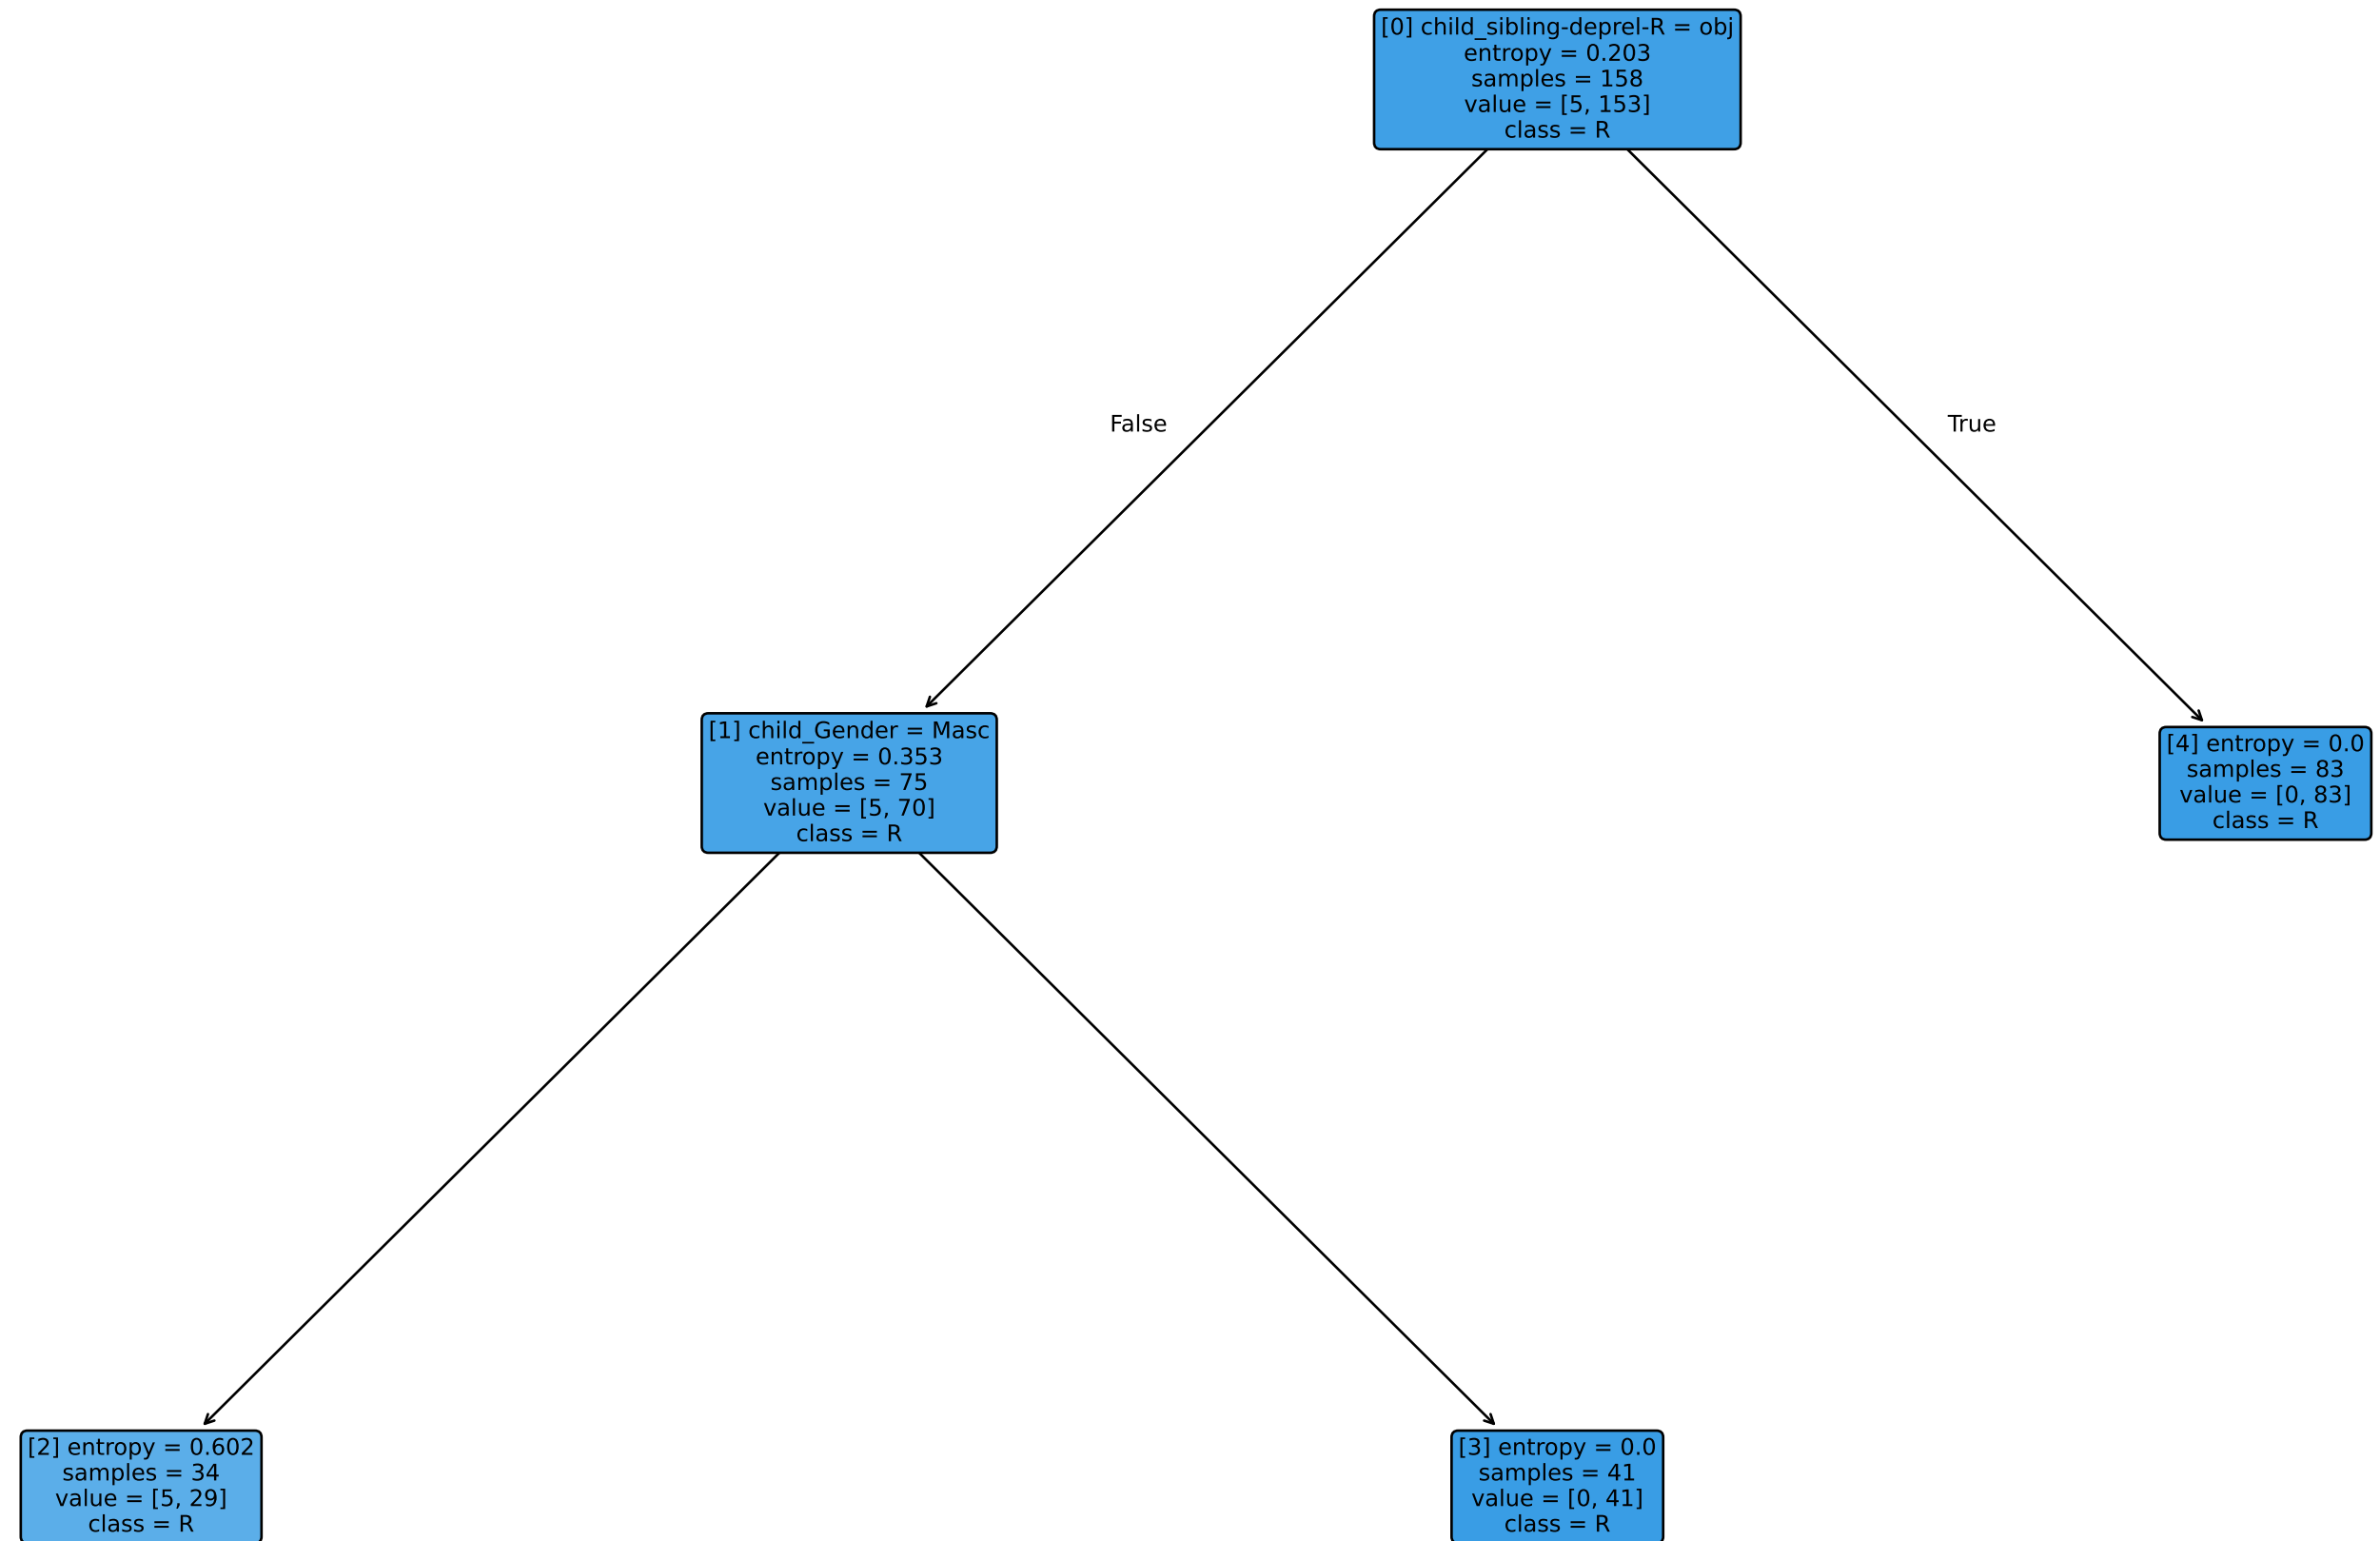 [0] child_sibling-deprel-R = obj
entropy = 0.203
samples = 158
value = [5, 153]
class = R
False
True
[1] child_Gender = Masc
entropy = 0.353
samples = 75
value = [5, 70]
class = R
[4] entropy = 0.0
samples = 83
value = [0, 83]
class = R
[2] entropy = 0.602
samples = 34
value = [5, 29]
class = R
[3] entropy = 0.0
samples = 41
value = [0, 41]
class = R